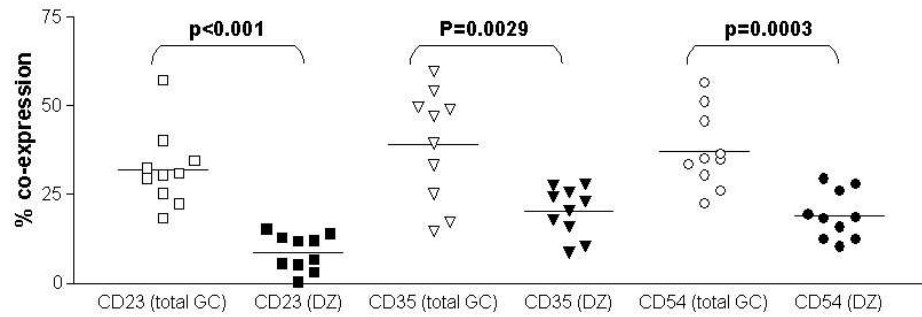 75
p<0.001 P=0.0029 p=0.0003
50
% co-expression
25
0
CD23 (total GC) CD23 (DZ) CD35 (total GC) CD35 (DZ) CD54 (total GC) CD54 (DZ)